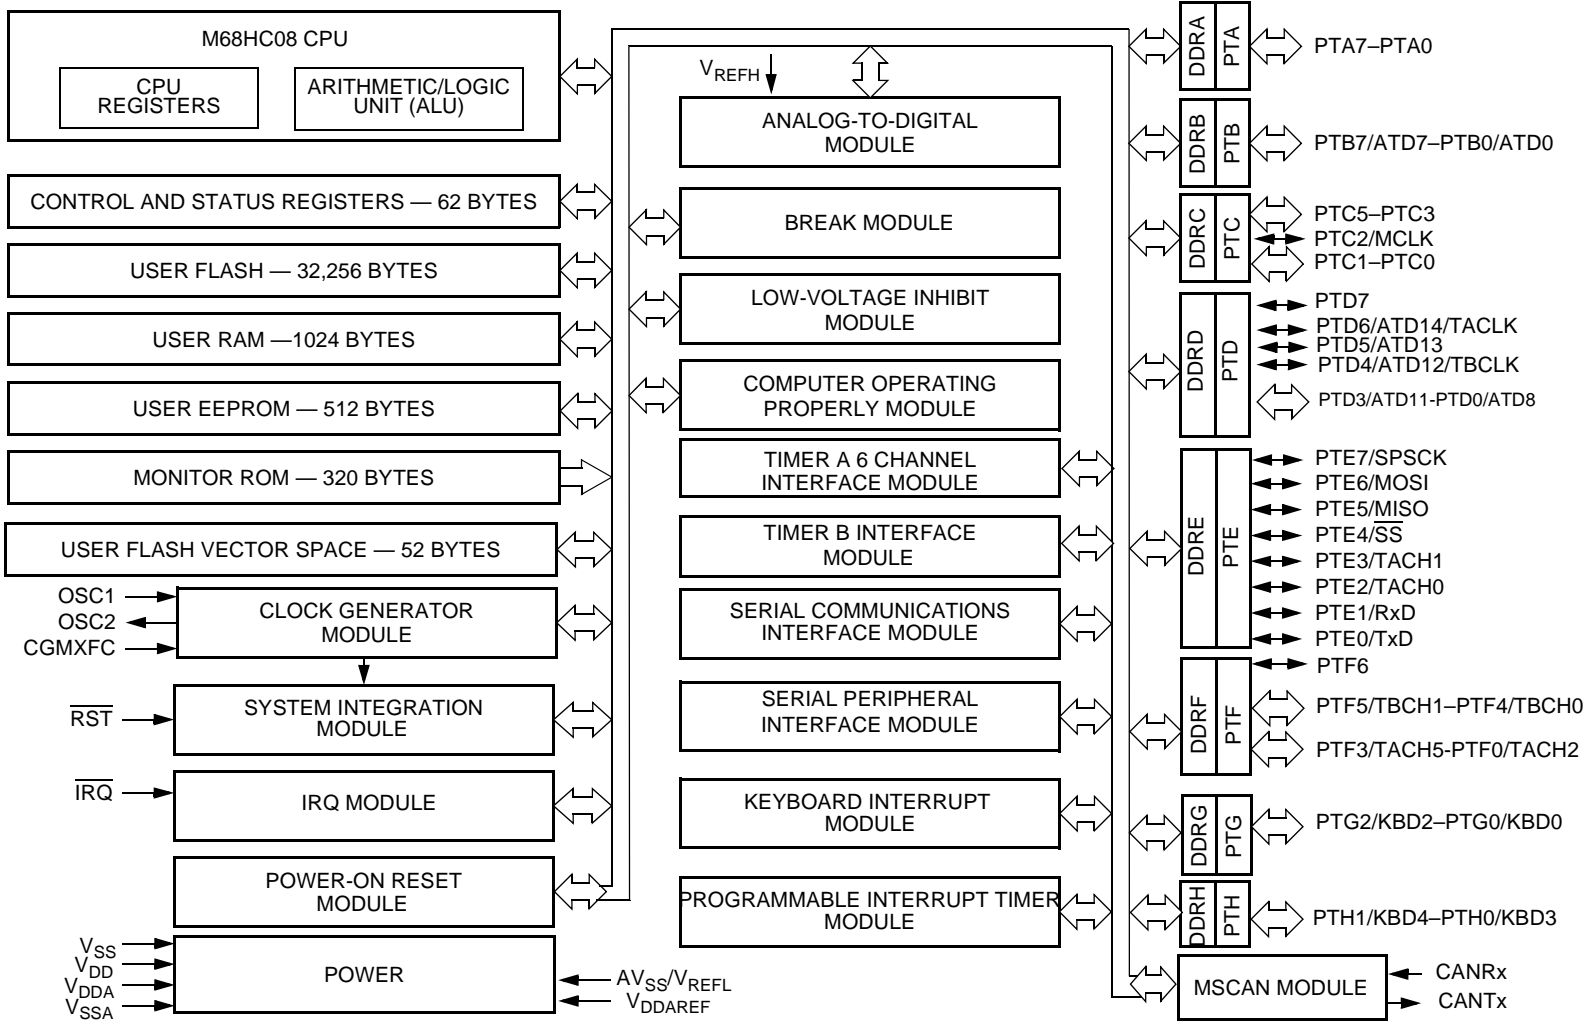 M68HC08 CPU
CPU
REGISTERS
ARITHMETIC/LOGIC
UNIT (ALU)
CONTROL AND STATUS REGISTERS — 62 BYTES
USER FLASH — 32,256 BYTES
USER RAM —1024 BYTES
USER EEPROM — 512 BYTES
MONITOR ROM — 320 BYTES
USER FLASH VECTOR SPACE — 52 BYTES
OSC1
OSC2
CGMXFC
CLOCK GENERATOR
MODULE
RST
SYSTEM INTEGRATION
MODULE
IRQ
IRQ MODULE
POWER-ON RESET
MODULE
VSS
VDD
VDDA
VSSA
POWER
AVSS/VREFL
VDDAREF
VREFH
ANALOG-TO-DIGITAL
MODULE
BREAK MODULE
LOW-VOLTAGE INHIBIT
MODULE
COMPUTER OPERATING
PROPERLY MODULE
TIMER A 6 CHANNEL
INTERFACE MODULE
TIMER B INTERFACE
MODULE
SERIAL COMMUNICATIONS
INTERFACE MODULE
SERIAL PERIPHERAL
INTERFACE MODULE
KEYBOARD INTERRUPT
MODULE
PROGRAMMABLE INTERRUPT TIMER
MODULE
DDRA
PTA
PTA7–PTA0
DDRB
PTB
PTB7/ATD7–PTB0/ATD0
DDRC
PTC
PTC5–PTC3
PTC2/MCLK
PTC1–PTC0
DDRD
PTD
PTD7
PTD6/ATD14/TACLK
PTD5/ATD13
PTD4/ATD12/TBCLK
PTD3/ATD11-PTD0/ATD8
DDRE
PTE
PTE7/SPSCK
PTE6/MOSI
PTE5/MISO
PTE4/SS
PTE3/TACH1
PTE2/TACH0
PTE1/RxD
PTE0/TxD
DDRF
PTF
PTF6
PTF5/TBCH1–PTF4/TBCH0
PTF3/TACH5-PTF0/TACH2
DDRG
PTG
PTG2/KBD2–PTG0/KBD0
DDRH
PTH
PTH1/KBD4–PTH0/KBD3
MSCAN MODULE
CANRx
CANTx